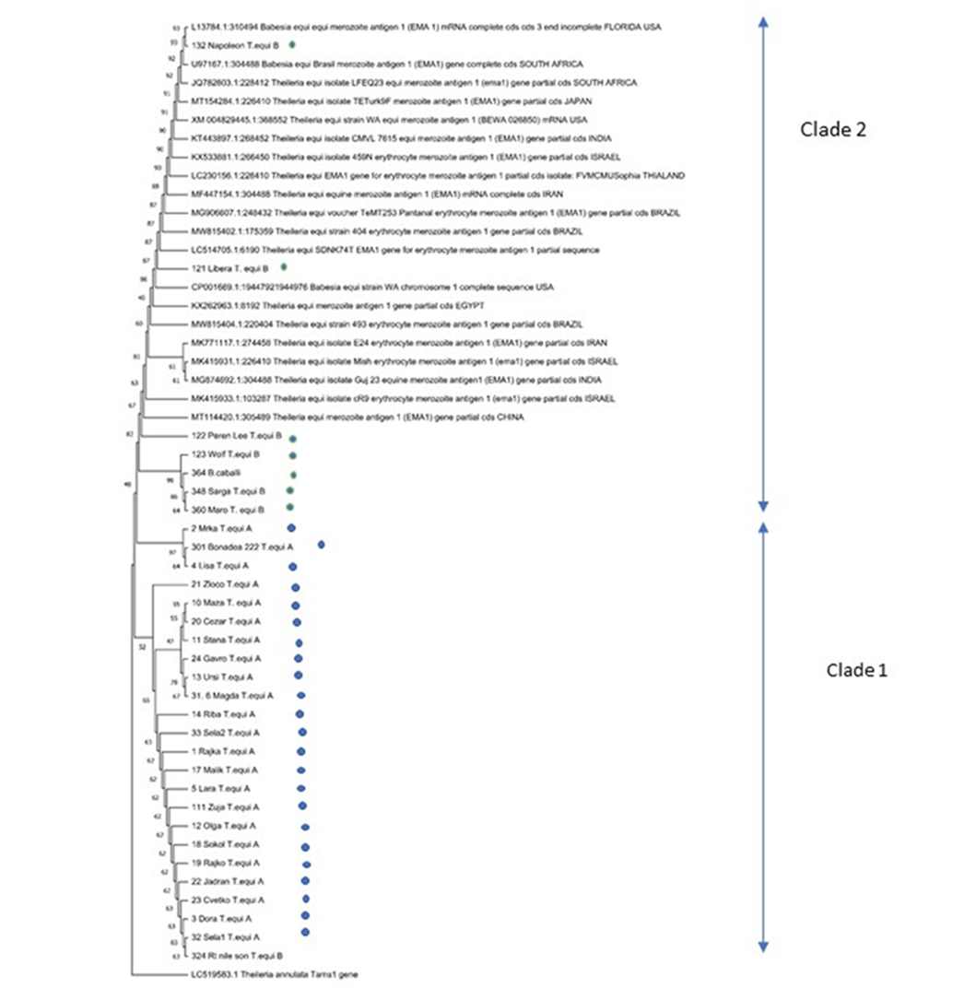 L13784.1:310494 Babesia equi equi merozoite antigen 1 (EMA 1) mRNA complete cds cds 3 end incomplete FLORIDA USA
132 Napoleon T.equi B
U97167.1:304488 Babesia equi Brasil merozoite antigen 1 (EMA1) gene complete cds SOUTH AFRICA
JQ782603.1:228412 Theileria equi isolate LFEQ23 equi merozoite antigen 1 (ema1) gene partial cds SOUTH AFRICA
MT154284.1:226410 Theileria equi isolate TETurk9F merozoite antigen 1 (EMA1) gene partial cds JAPAN
XM 004829445.1:368552 Theileria equi strain WA equi merozoite antigen 1 (BEWA 026850) mRNA USA
KT443897.1:268452 Theileria equi isolate CMVL 7615 equi merozoite antigen 1 (EMA1) gene partial cds INDIA
KX533881.1:266450 Theileria equi isolate 459N erythrocyte merozoite antigen 1 (EMA1) gene partial cds ISRAEL
LC230156.1:226410 Theileria equi EMA1 gene for erythrocyte merozoite antigen 1 partial cds isolate: FVMCMUSophia THIALAND
MF447154.1:304488 Theileria equi equine merozoite antigen 1 (EMA1) mRNA complete cds IRAN
MG906607.1:248432 Theileria equi voucher TeMT253 Pantanal erythrocyte merozoite antigen 1 (EMA1) gene partial cds BRAZIL
MW815402.1:175359 Theileria equi strain 404 erythrocyte merozoite antigen 1 gene partial cds BRAZIL
LC514705.1:6190 Theileria equi SDNK74T EMA1 gene for erythrocyte merozoite antigen 1 partial sequence
121 Libera T. equi B
CP001669.1:19447921944976 Babesia equi strain WA chromosome 1 complete sequence USA
KX262963.1:8192 Theileria equi merozoite antigen 1 gene partial cds EGYPT
MW815404.1:220404 Theileria equi strain 493 erythrocyte merozoite antigen 1 gene partial cds BRAZIL
MK771117.1:274458 Theileria equi isolate E24 erythrocyte merozoite antigen 1 (EMA1) gene partial cds IRAN
MK415931.1:226410 Theileria equi isolate Mish erythrocyte merozoite antigen 1 (ema1) gene partial cds ISRAEL
MG874692.1:304488 Theileria equi isolate Guj 23 equine merozoite antigen1 (EMA1) gene partial cds INDIA
MK415933.1:103287 Theileria equi isolate cR9 erythrocyte merozoite antigen 1 (ema1) gene partial cds ISRAEL
MT114420.1:305489 Theileria equi merozoite antigen 1 (EMA1) gene partial cds CHINA
122 Peren Lee T.equi B
123 Wolf T.equi B
364 B.caballi
348 Sarga T.equi B
360 Maro T. equi B
2 Mrka T.equi A
301 Bonadea 222 T.equi A
4 Lisa T.equi A
21 Zloco T.equi A
10 Maza T. equi A
20 Cezar T.equi A
11 Stana T.equi A
24 Gavro T.equi A
13 Ursi T.equi A
31. 6 Magda T.equi A
14 Riba T.equi A
33 Sela2 T.equi A
1 Rajka T.equi A
17 Malik T.equi A
5 Lara T.equi A
111 Zuja T.equi A
12 Olga T.equi A
18 Sokol T.equi A
19 Rajko T.equi A
22 Jadran T.equi A
23 Cvetko T.equi A
3 Dora T.equi A
32 Sela1 T.equi A
324 Rt nile son T.equi B
LC519583.1 Theileria annulata Tams1 gene
93
93
92
92
91
91
90
90
90
88
87
87
87
87
86
40
60
81
61
61
63
67
82
99
86
64
48
97
64
55
55
47
79
67
52
65
43
62
62
62
62
62
62
62
62
63
63
63
63
Clade 2
Clade 1